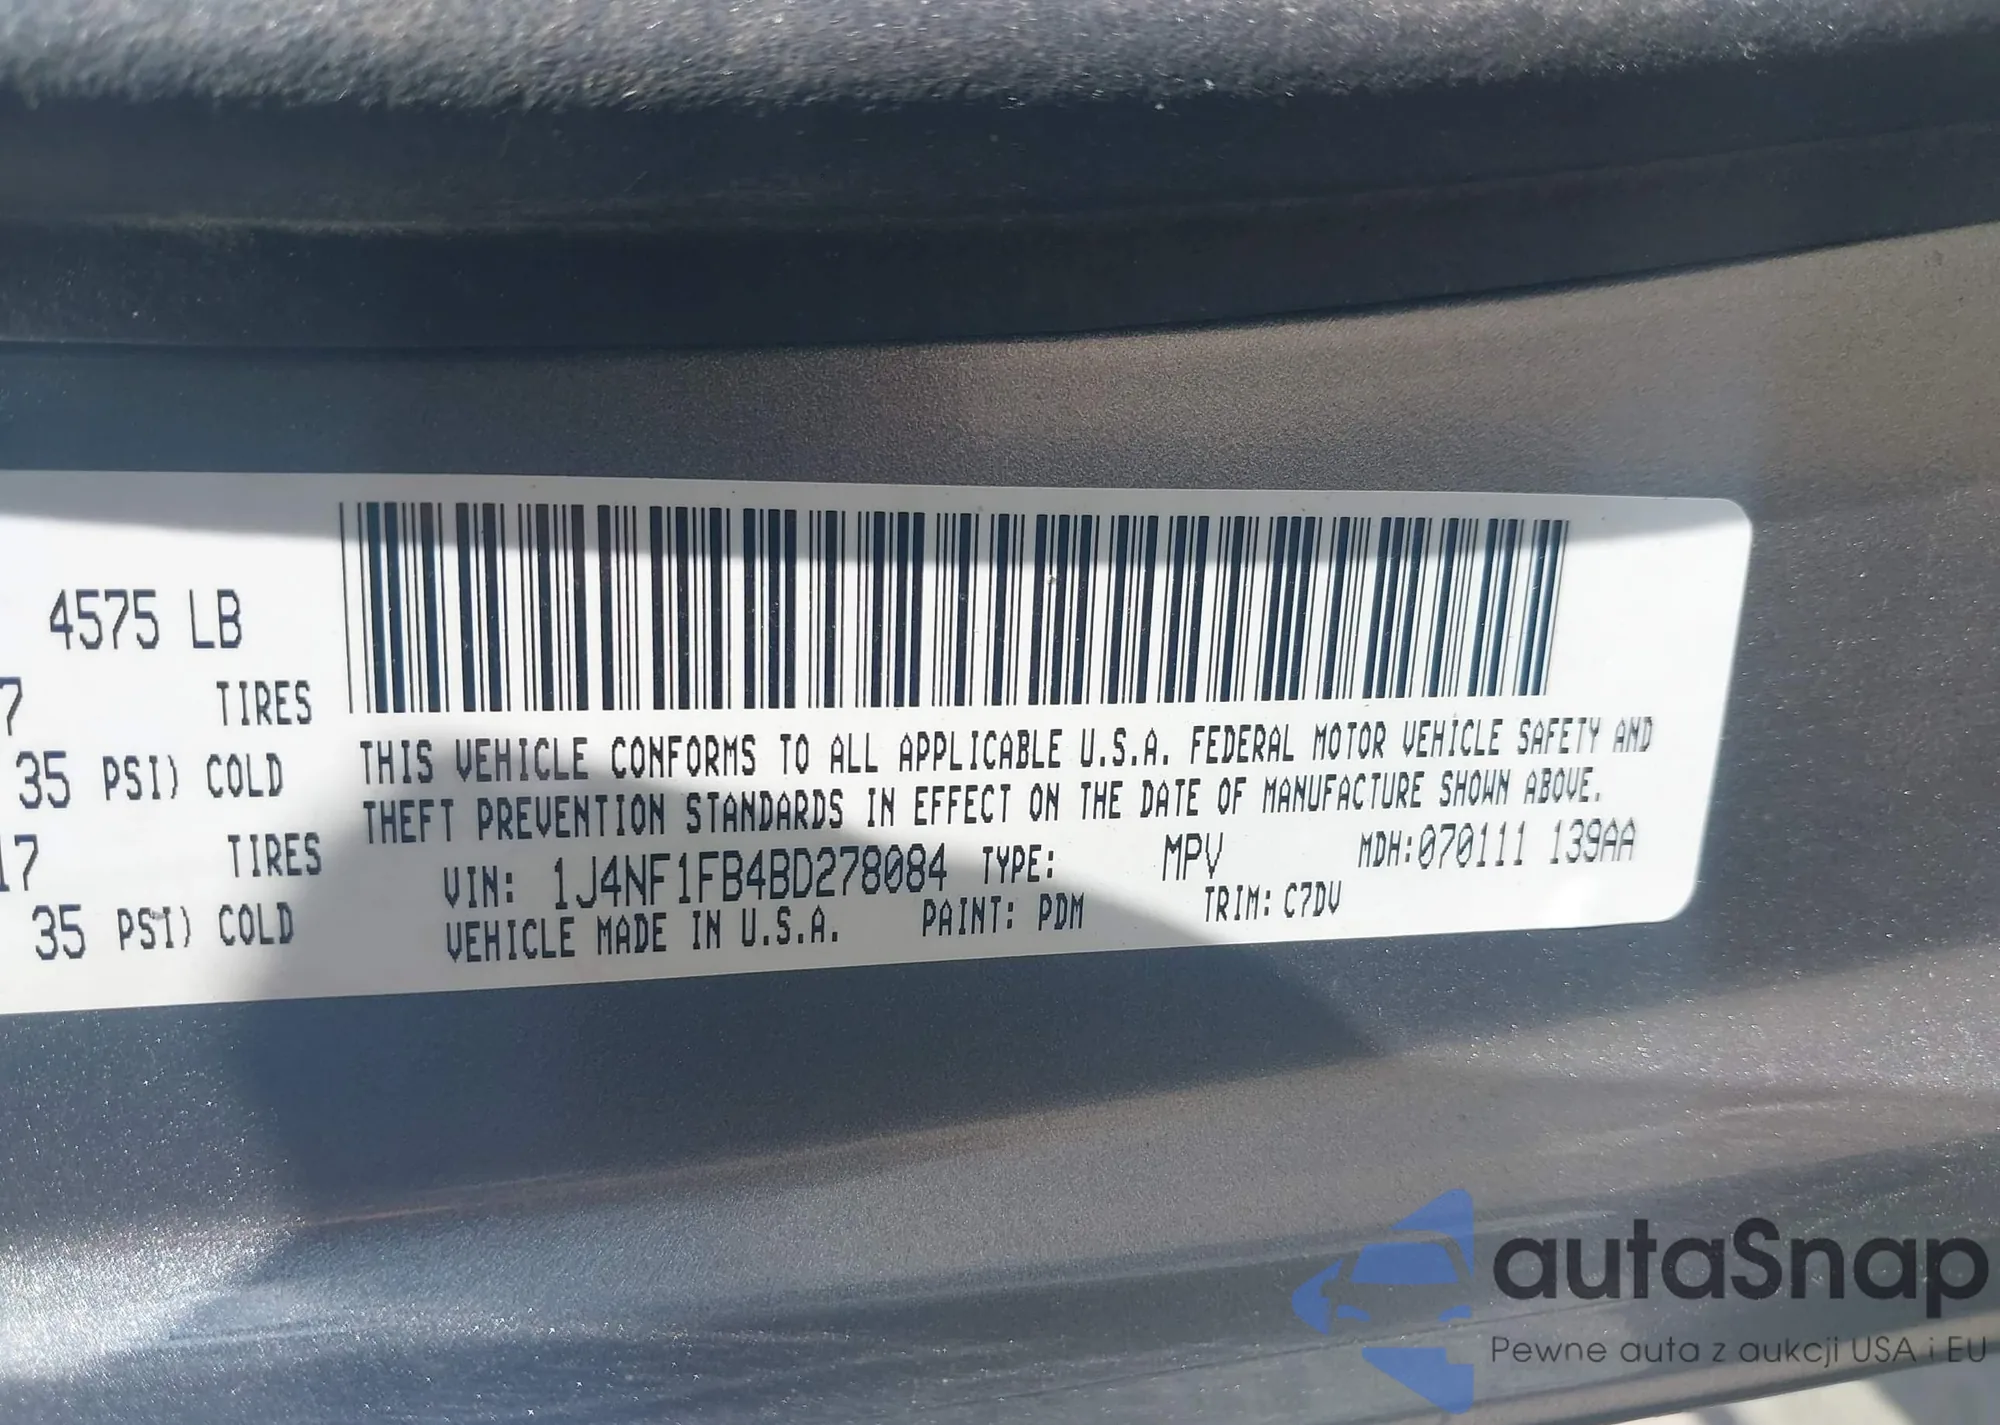 4575 LB
7 TIRES
35 PSI) COLD
17 TIRES
35 PSI) COLD
THIS VEHICLE CONFORMS TO ALL APPLICABLE U.S.A. FEDERAL MOTOR VEHICLE SAFETY AND
THEFT PREVENTION STANDARDS IN EFFECT ON THE DATE OF MANUFACTURE SHOWN ABOVE.
VIN: 1J4NF1FB4BD278084 TYPE: MPV MDH:070111 139AA
VEHICLE MADE IN U.S.A. PAINT: PDM TRIM: C7DV
autaSnap
Pewne auta z aukcji USA i EU